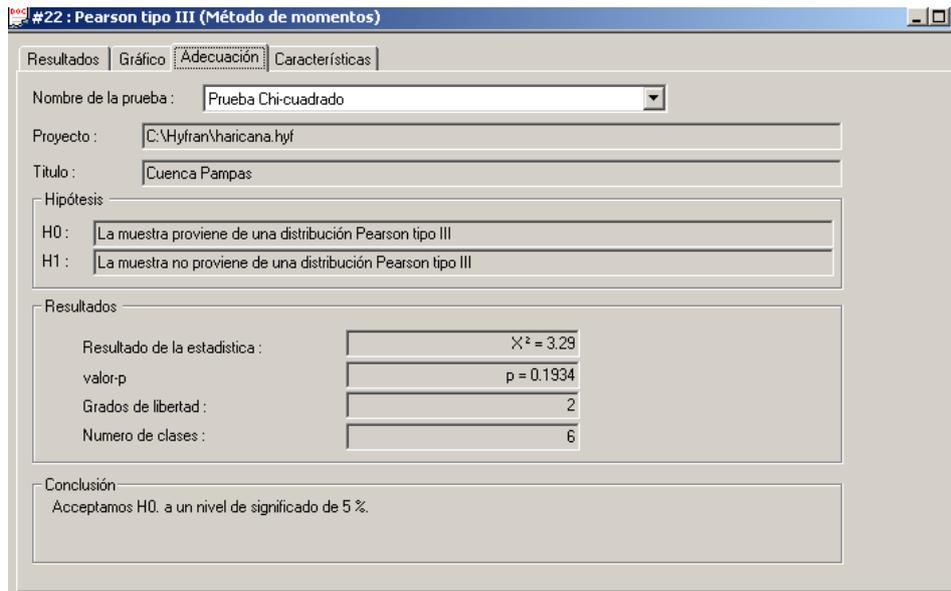 DOC
#22 : Pearson tipo III (Método de momentos)
Resultados Gráfico Adecuación Características
Nombre de la prueba : Prueba Chi-cuadrado
Proyecto : C:\Hyfran\haricana.hyf
Titulo : Cuenca Pampas
Hipótesis
H0 : La muestra proviene de una distribución Pearson tipo III
H1 : La muestra no proviene de una distribución Pearson tipo III
Resultados
Resultado de la estadistica : X² = 3.29
valor-p p = 0.1934
Grados de libertad : 2
Numero de clases : 6
Conclusión
Acceptamos H0. a un nivel de significado de 5 %.